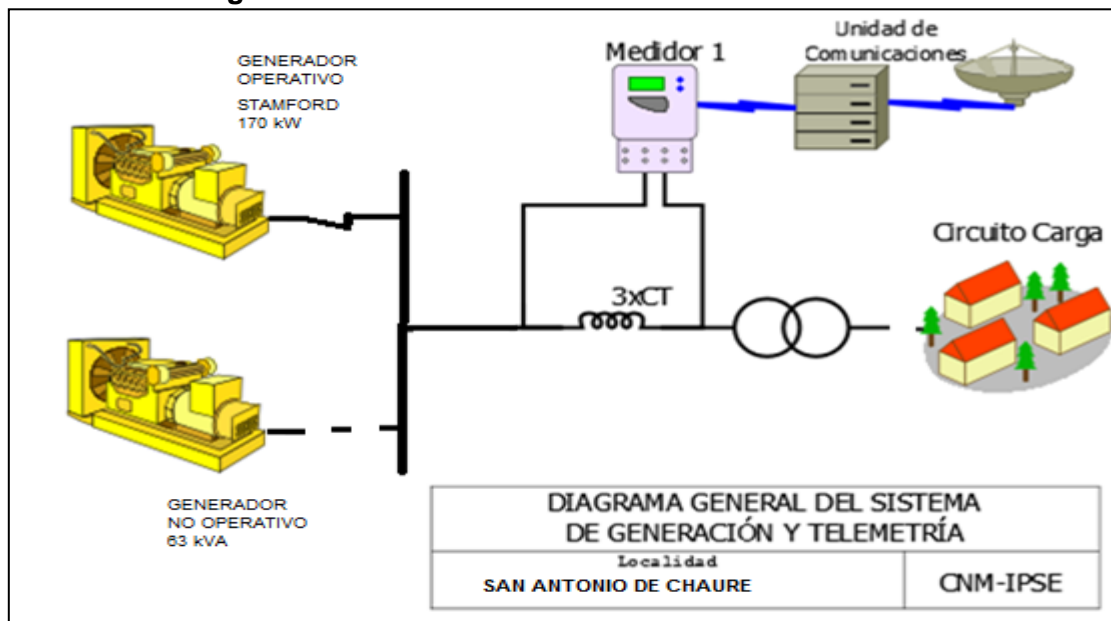 GENERADOR
OPERATIVO
STAMFORD
170 kW
Medidor 1
Unidad de
Comunicaciones
3xCT
Circuito Carga
GENERADOR
NO OPERATIVO
63 kVA
DIAGRAMA GENERAL DEL SISTEMA
DE GENERACIÓN Y TELEMETRÍA
Localidad
SAN ANTONIO DE CHAURE
CNM-IPSE